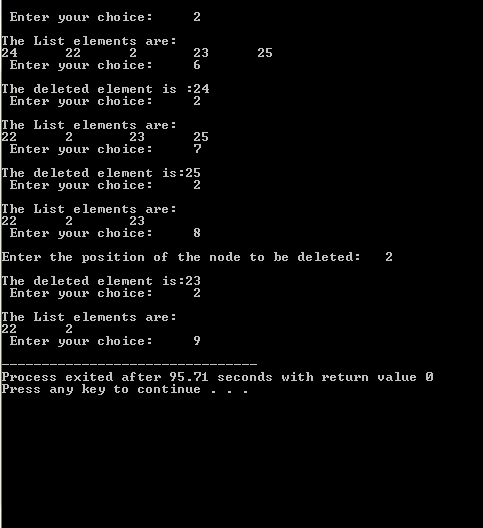 Enter your choice:     2
The List elements are:
24      22      2       23      25
Enter your choice:     6
The deleted element is :24
Enter your choice:     2
The List elements are:
22      2       23      25
Enter your choice:     7
The deleted element is:25
Enter your choice:     2
The List elements are:
22      2       23
Enter your choice:     8
Enter the position of the node to be deleted:   2
The deleted element is:23
Enter your choice:     2
The List elements are:
22      2
Enter your choice:     9
--------------------------------
Process exited after 95.71 seconds with return value 0
Press any key to continue . . .